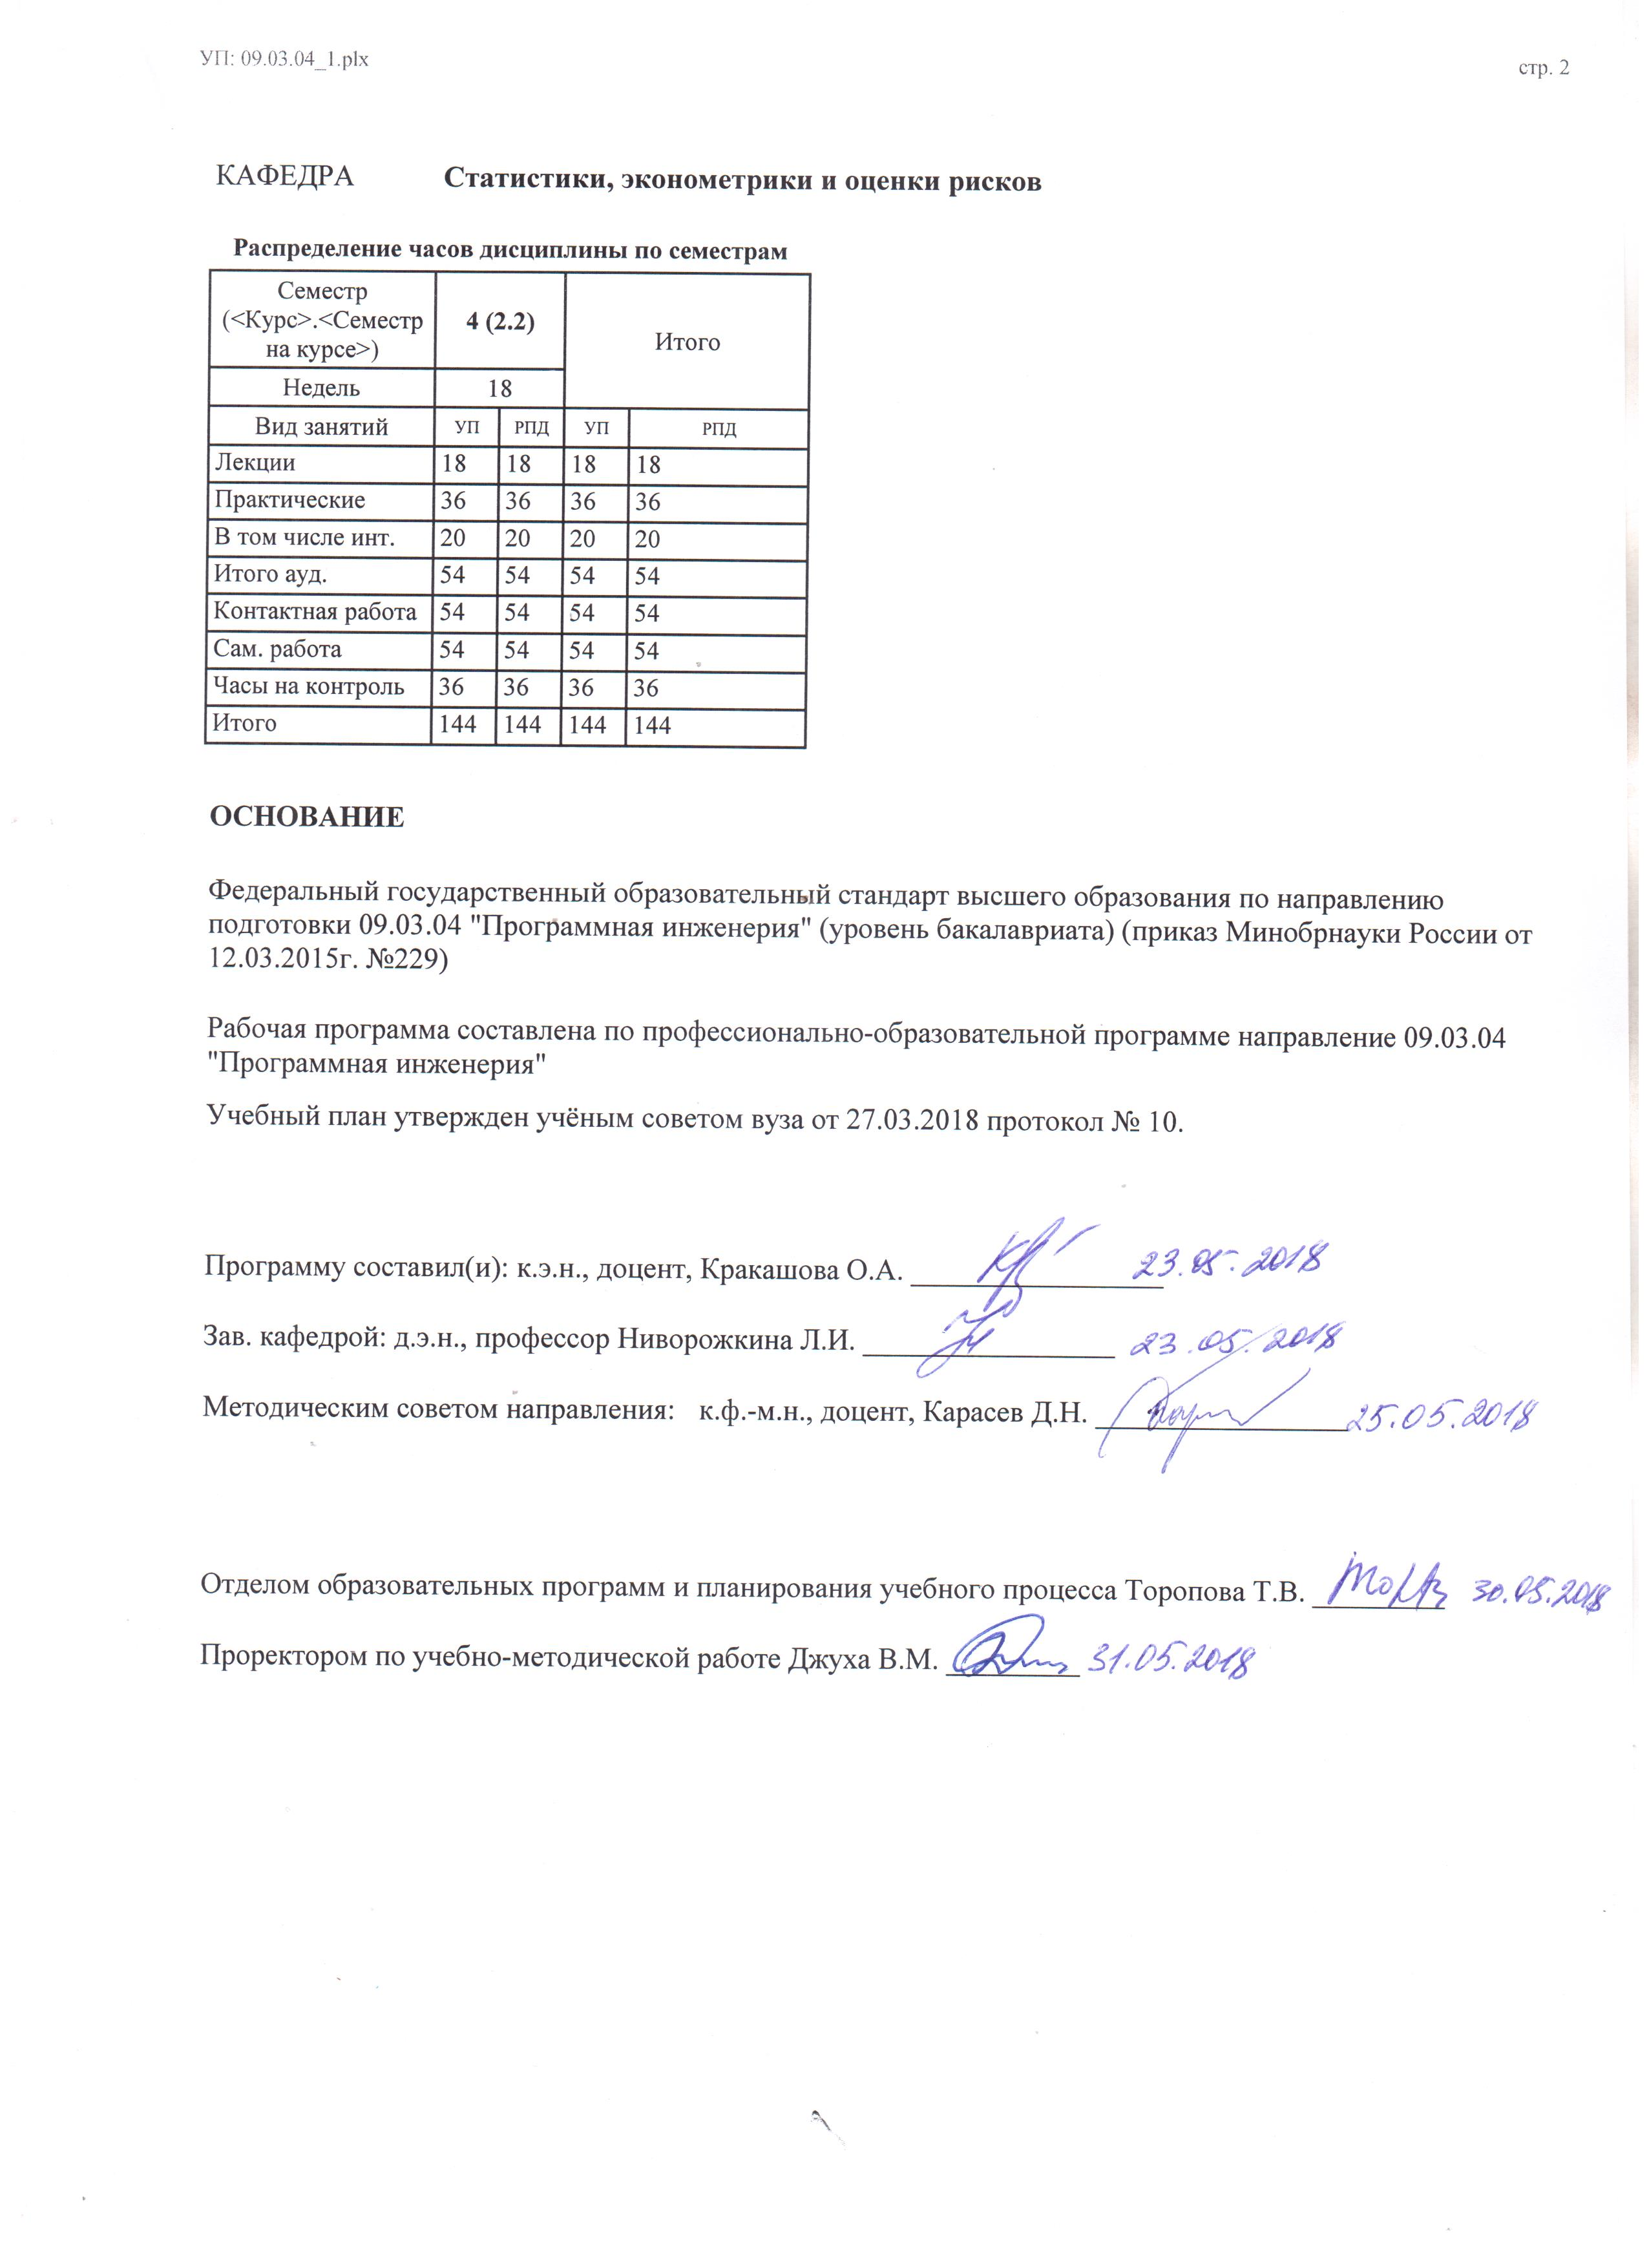 УП: 09.03.04_1.plx
стр. 2
КАФЕДРА Статистики, эконометрики и оценки рисков
Распределение часов дисциплины по семестрам
Семестр (<Курс>.<Семестр на курсе>) 4 (2.2) Итого
Недель 18
Вид занятий УП РПД УП РПД
Лекции 18 18 18 18
Практические 36 36 36 36
В том числе инт. 20 20 20 20
Итого ауд. 54 54 54 54
Контактная работа 54 54 54 54
Сам. работа 54 54 54 54
Часы на контроль 36 36 36 36
Итого 144 144 144 144
ОСНОВАНИЕ
Федеральный государственный образовательный стандарт высшего образования по направлению
подготовки 09.03.04 "Программная инженерия" (уровень бакалавриата) (приказ Минобрнауки России от
12.03.2015г. №229)
Рабочая программа составлена по профессионально-образовательной программе направление 09.03.04
"Программная инженерия"
Учебный план утвержден учёным советом вуза от 27.03.2018 протокол № 10.
Программу составил(и): к.э.н., доцент, Кракашова О.А. 23.05.2018
Зав. кафедрой: д.э.н., профессор Ниворожкина Л.И. 23.05.2018
Методическим советом направления: к.ф.-м.н., доцент, Карасев Д.Н. 25.05.2018
Отделом образовательных программ и планирования учебного процесса Торопова Т.В. 30.05.2018
Проректором по учебно-методической работе Джуха В.М. 31.05.2018